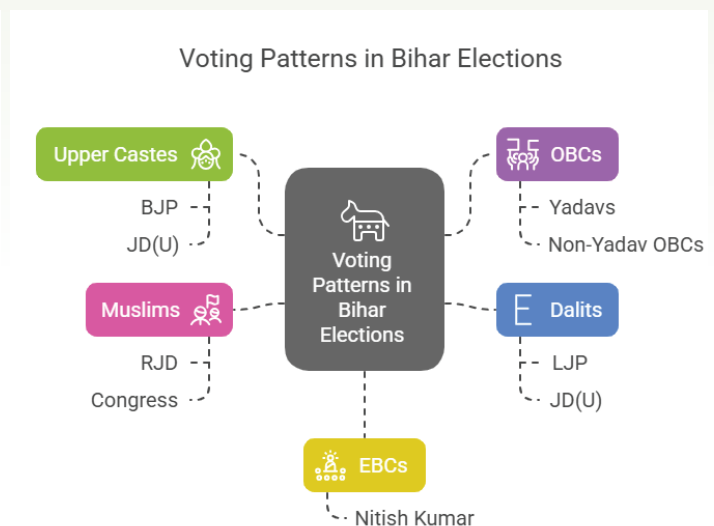 Voting Patterns in Bihar Elections
Upper Castes
BJP
JD(U)
Muslims
RJD
Congress
Voting
Patterns in
Bihar
Elections
OBCs
Yadavs
Non-Yadav OBCs
Dalits
LJP
JD(U)
EBCs
Nitish Kumar